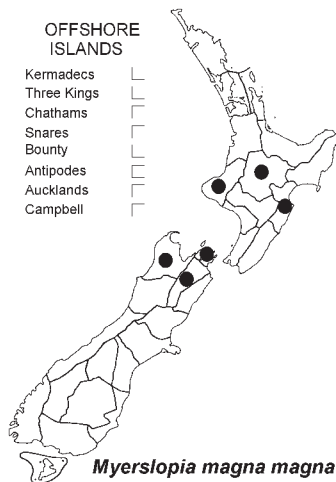 OFFSHORE
ISLANDS
Kermadecs
Three Kings
Chathams
Snares
Bounty
Antipodes
Aucklands
Campbell
Myerslopia magna magna